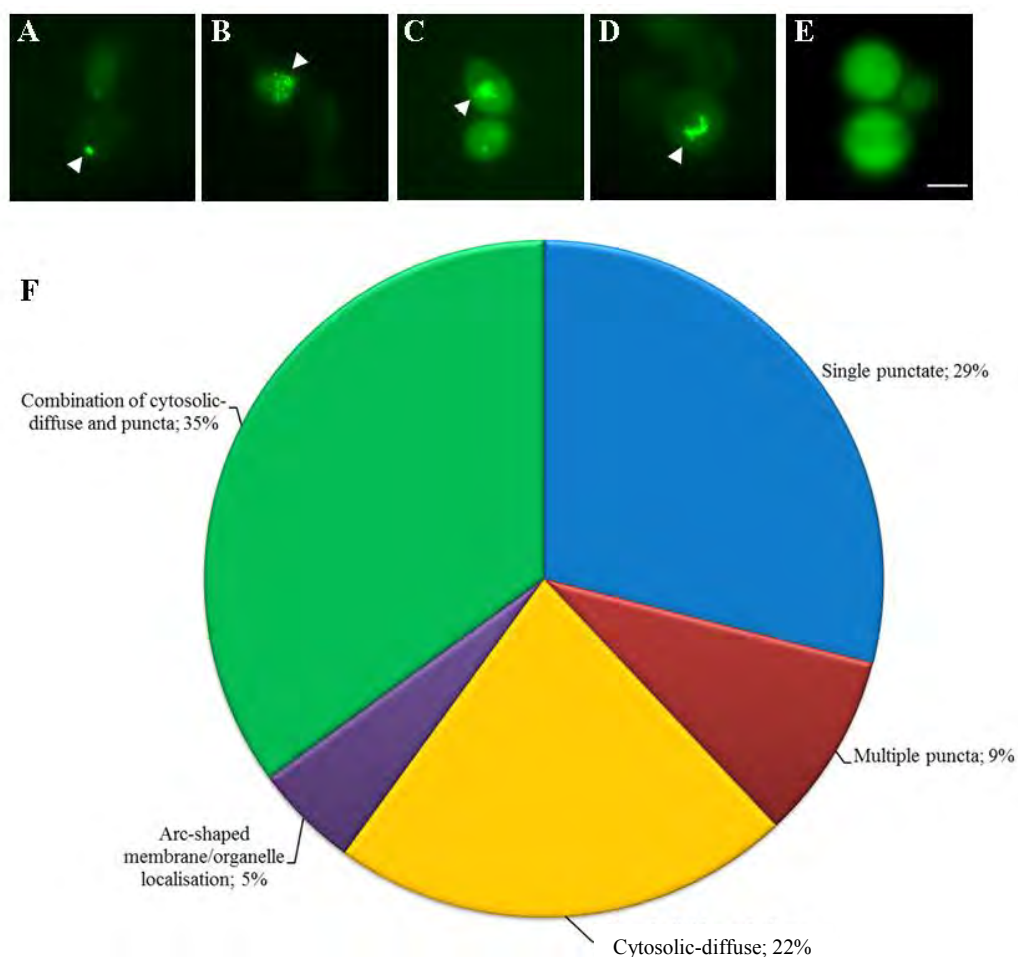 A
B
C
D
E
F
Single punctate; 29%
Combination of cytosolic-
diffuse and puncta; 35%
Multiple puncta; 9%
Arc-shaped
membrane/organelle
localisation; 5%
Cytosolic-diffuse; 22%